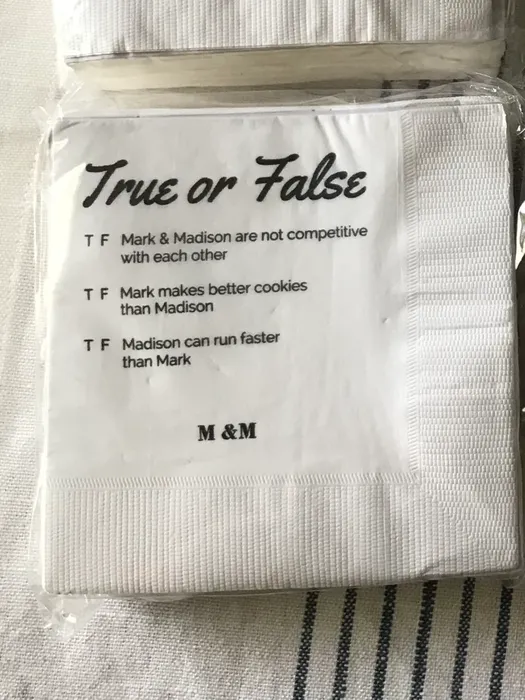 True or False
T F Mark & Madison are not competitive
with each other
T F Mark makes better cookies
than Madison
T F Madison can run faster
than Mark
M &M